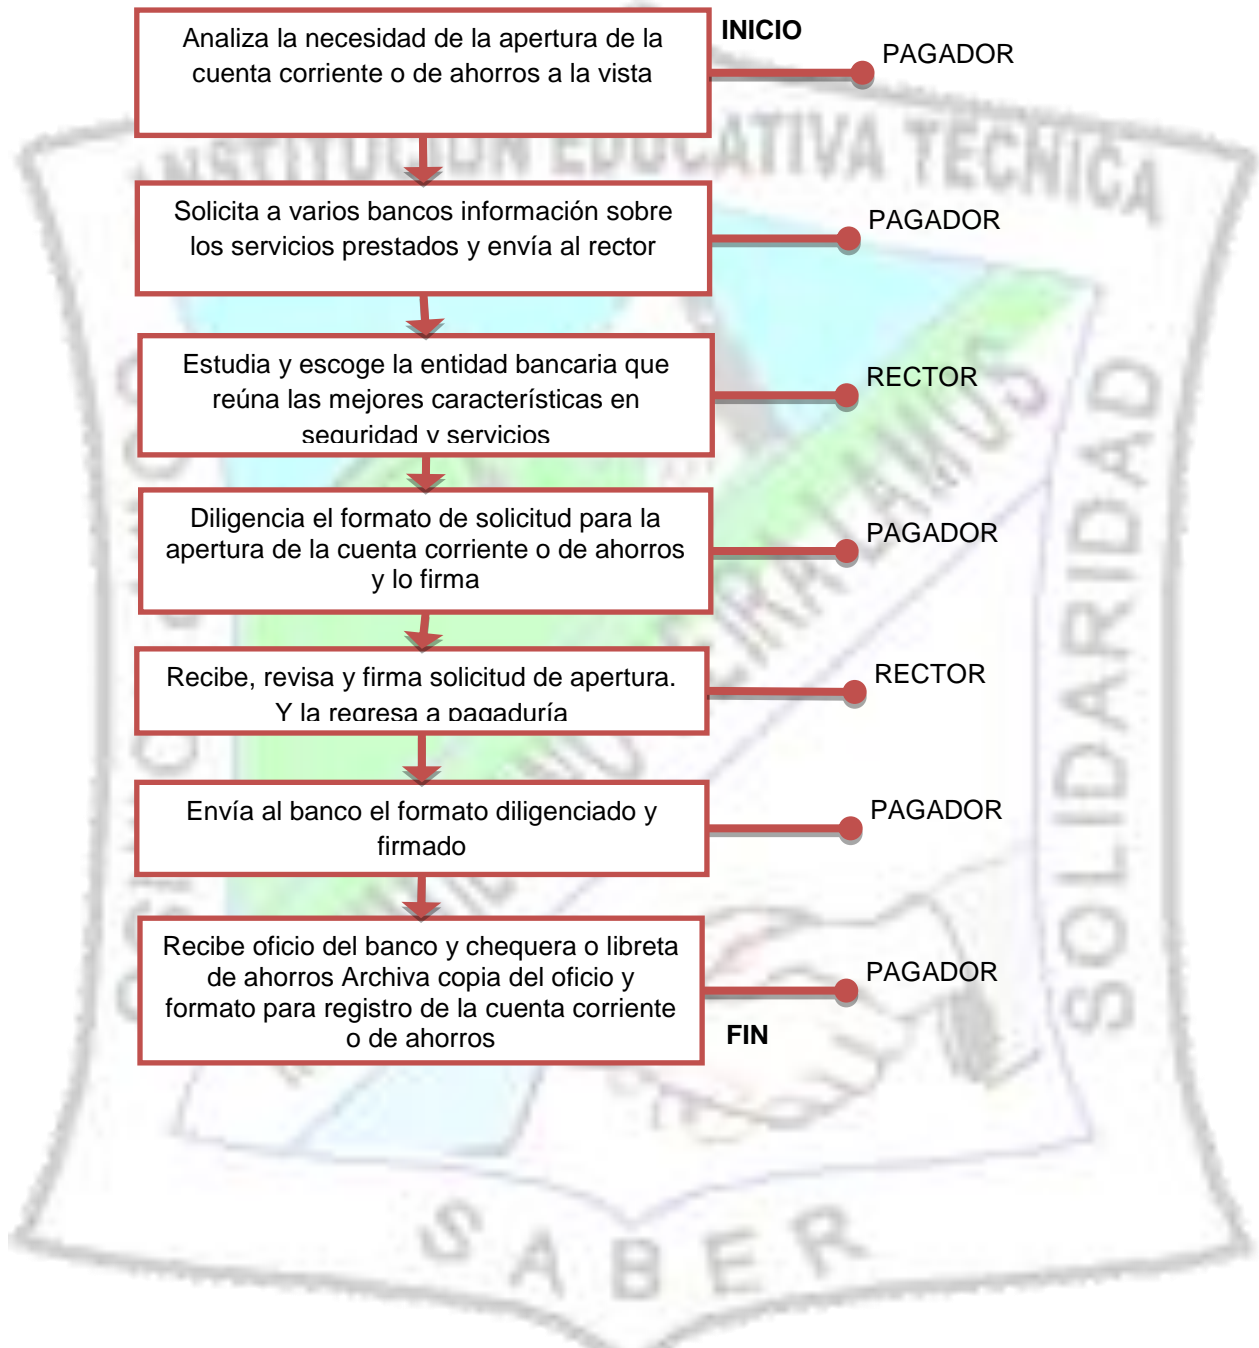 Analiza la necesidad de la apertura de la
cuenta corriente o de ahorros a la vista
INICIO
PAGADOR
INSTITUCION EDUCATIVA TECNICA
Solicita a varios bancos información sobre
los servicios prestados y envía al rector
PAGADOR
Estudia y escoge la entidad bancaria que
reúna las mejores características en
seguridad y servicios
RECTOR
Diligencia el formato de solicitud para la
apertura de la cuenta corriente o de ahorros
y lo firma
PAGADOR
Recibe, revisa y firma solicitud de apertura.
Y la regresa a pagaduría
RECTOR
Envía al banco el formato diligenciado y
firmado
PAGADOR
Recibe oficio del banco y chequera o libreta
de ahorros Archiva copia del oficio y
formato para registro de la cuenta corriente
o de ahorros
PAGADOR
FIN
SOLIDARIDAD
SABER